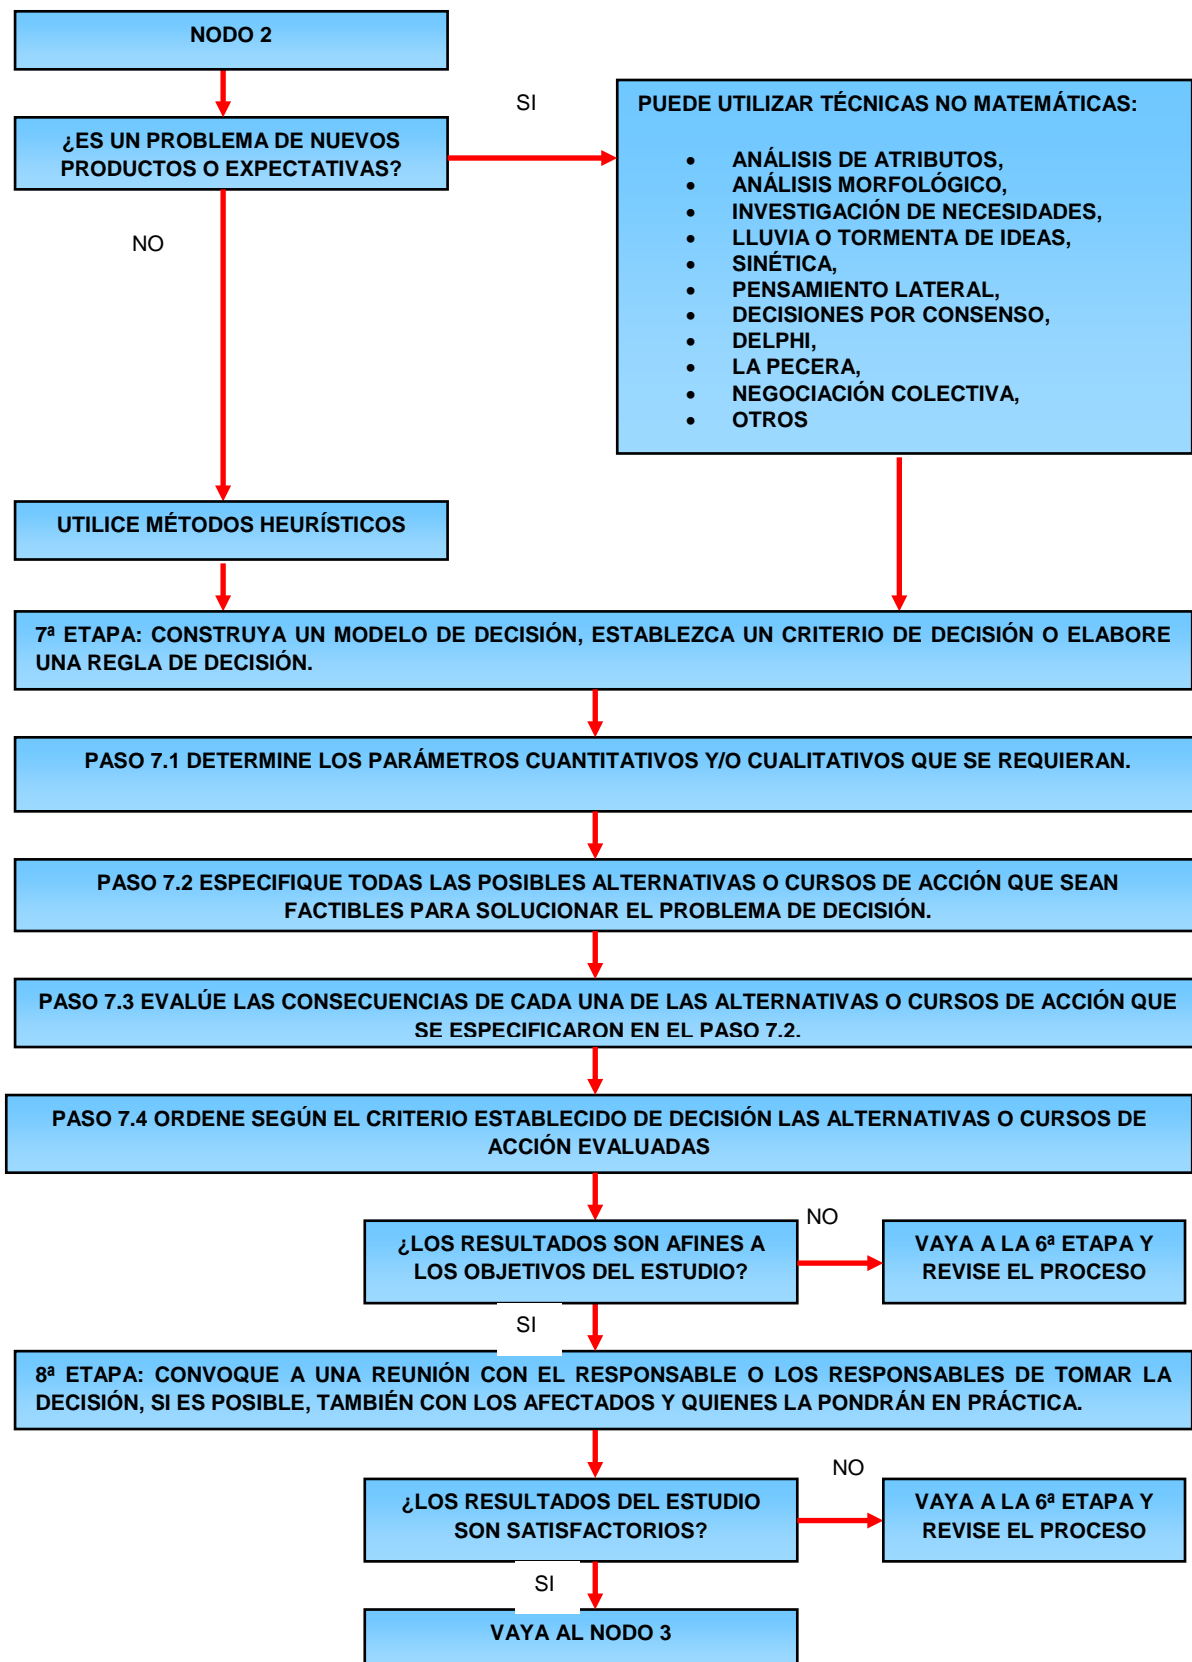 NODO 2
SI
¿ES UN PROBLEMA DE NUEVOS
PRODUCTOS O EXPECTATIVAS?
PUEDE UTILIZAR TÉCNICAS NO MATEMÁTICAS:
• ANÁLISIS DE ATRIBUTOS,
• ANÁLISIS MORFOLÓGICO,
• INVESTIGACIÓN DE NECESIDADES,
• LLUVIA O TORMENTA DE IDEAS,
• SINÉTICA,
• PENSAMIENTO LATERAL,
• DECISIONES POR CONSENSO,
• DELPHI,
• LA PECERA,
• NEGOCIACIÓN COLECTIVA,
• OTROS
NO
UTILICE MÉTODOS HEURÍSTICOS
7ª ETAPA: CONSTRUYA UN MODELO DE DECISIÓN, ESTABLEZCA UN CRITERIO DE DECISIÓN O ELABORE
UNA REGLA DE DECISIÓN.
PASO 7.1 DETERMINE LOS PARÁMETROS CUANTITATIVOS Y/O CUALITATIVOS QUE SE REQUIERAN.
PASO 7.2 ESPECIFIQUE TODAS LAS POSIBLES ALTERNATIVAS O CURSOS DE ACCIÓN QUE SEAN
FACTIBLES PARA SOLUCIONAR EL PROBLEMA DE DECISIÓN.
PASO 7.3 EVALÚE LAS CONSECUENCIAS DE CADA UNA DE LAS ALTERNATIVAS O CURSOS DE ACCIÓN QUE
SE ESPECIFICARON EN EL PASO 7.2.
PASO 7.4 ORDENE SEGÚN EL CRITERIO ESTABLECIDO DE DECISIÓN LAS ALTERNATIVAS O CURSOS DE
ACCIÓN EVALUADAS
¿LOS RESULTADOS SON AFINES A
LOS OBJETIVOS DEL ESTUDIO?
NO
VAYA A LA 6ª ETAPA Y
REVISE EL PROCESO
SI
8ª ETAPA: CONVOQUE A UNA REUNIÓN CON EL RESPONSABLE O LOS RESPONSABLES DE TOMAR LA
DECISIÓN, SI ES POSIBLE, TAMBIÉN CON LOS AFECTADOS Y QUIENES LA PONDRÁN EN PRÁCTICA.
¿LOS RESULTADOS DEL ESTUDIO
SON SATISFACTORIOS?
NO
VAYA A LA 6ª ETAPA Y
REVISE EL PROCESO
SI
VAYA AL NODO 3